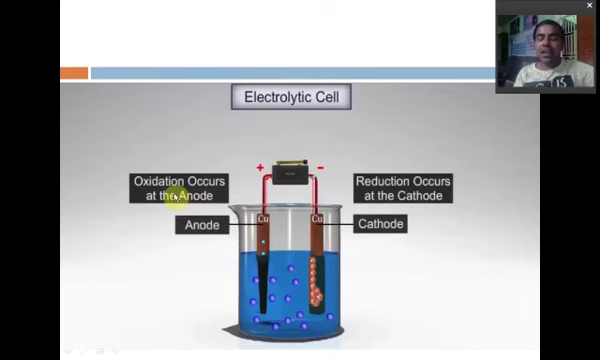 Electrolytic Cell
+
-
Oxidation Occurs
at the Anode
Reduction Occurs
at the Cathode
Cu
Cu
Anode
Cathode